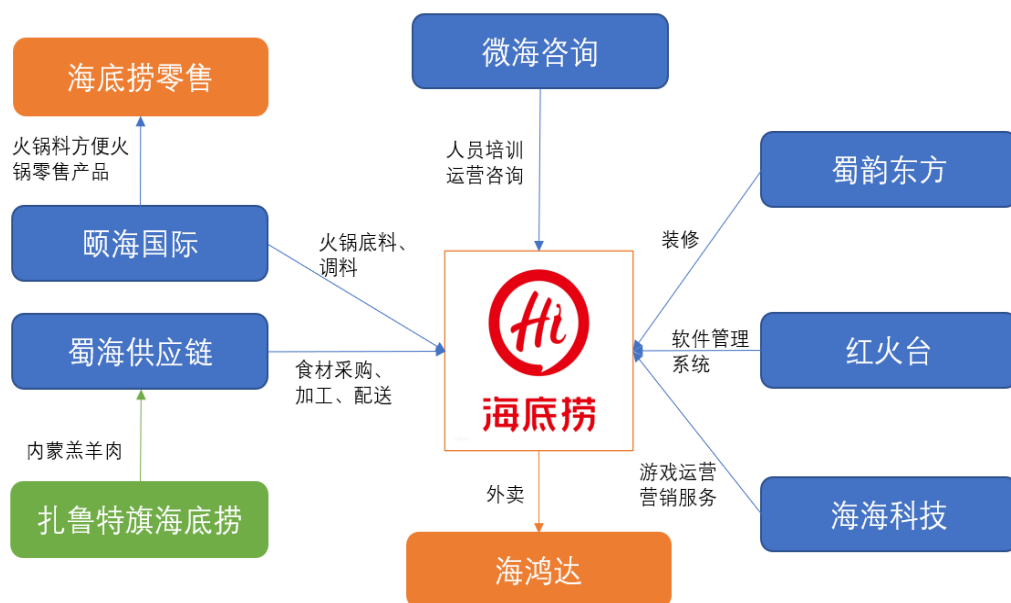 微海咨询
海底捞零售
火锅料方便火
锅零售产品
人员培训
运营咨询
蜀韵东方
颐海国际
火锅底料、
调料
装修
Hi
海底捞
蜀海供应链
食材采购、
加工、配送
软件管理
系统
红火台
内蒙羔羊肉
游戏运营
营销服务
扎鲁特旗海底捞
外卖
海海科技
海鸿达